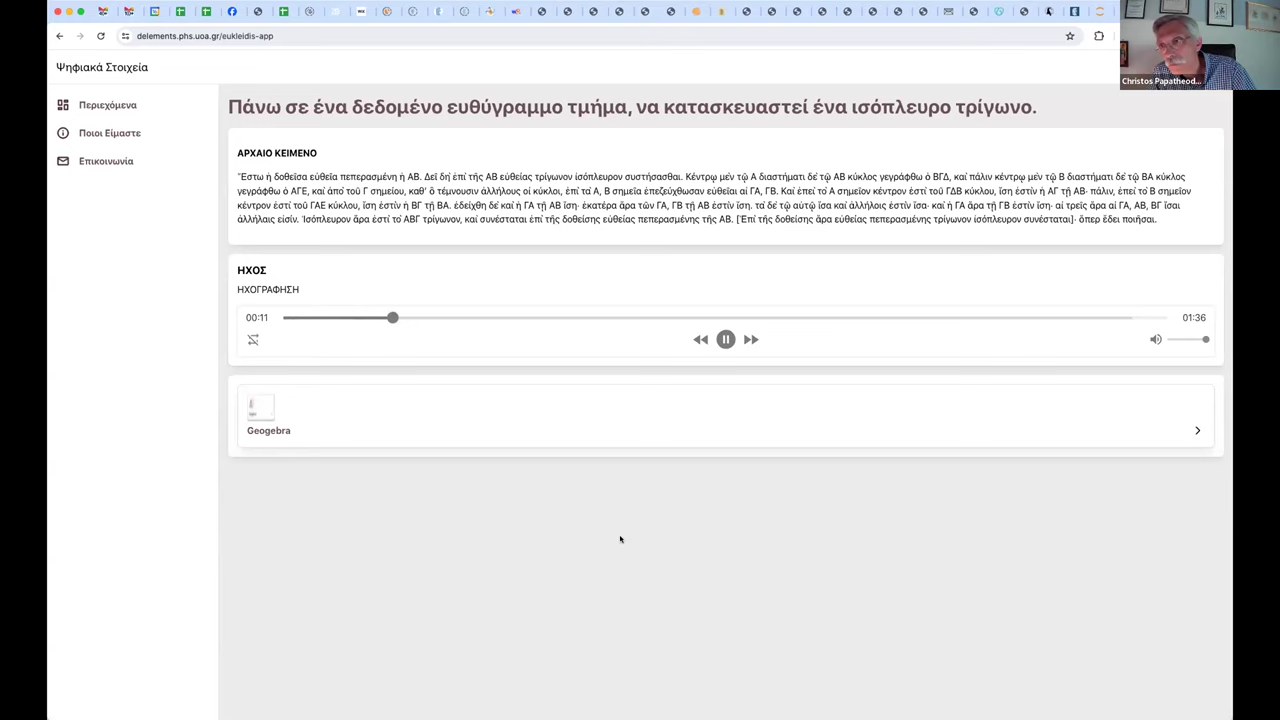 delements.phs.uoa.gr/eukleidis-app
Christos Papatheod...
Ψηφιακά Στοιχεία
Περιεχόμενα
Ποιοι Είμαστε
Επικοινωνία
Πάνω σε ένα δεδομένο ευθύγραμμο τμήμα, να κατασκευαστεί ένα ισόπλευρο τρίγωνο.
ΑΡΧΑΙΟ ΚΕΙΜΕΝΟ
Ἔστω ἡ δοθεῖσα εὐθεῖα πεπερασμένη ἡ ΑΒ. Δεῖ δὴ ἐπὶ τῆς ΑΒ εὐθείας τρίγωνον ἰσόπλευρον συστήσασθαι. Κέντρῳ μὲν τῷ Α διαστήματι δὲ τῷ ΑΒ κύκλος γεγράφθω ὁ ΒΓΔ, καὶ πάλιν κέντρῳ μὲν τῷ Β διαστήματι δὲ τῷ ΒΑ κύκλος
γεγράφθω ὁ ΑΓΕ, καὶ ἀπὸ τοῦ Γ σημείου, καθ’ ὃ τέμνουσιν ἀλλήλους οἱ κύκλοι, ἐπὶ τὰ Α, Β σημεῖα ἐπεζεύχθωσαν εὐθεῖαι αἱ ΓΑ, ΓΒ. Καὶ ἐπεὶ τὸ Α σημεῖον κέντρον ἐστὶ τοῦ ΓΔΒ κύκλου, ἴση ἐστὶν ἡ ΑΓ τῇ ΑΒ· πάλιν, ἐπεὶ τὸ Β σημεῖον
κέντρον ἐστὶ τοῦ ΓΑΕ κύκλου, ἴση ἐστὶν ἡ ΒΓ τῇ ΒΑ. ἐδείχθη δὲ καὶ ἡ ΓΑ τῇ ΑΒ ἴση· ἑκατέρα ἄρα τῶν ΓΑ, ΓΒ τῇ ΑΒ ἐστὶν ἴση. τὰ δὲ τῷ αὐτῷ ἴσα καὶ ἀλλήλοις ἐστὶν ἴσα· καὶ ἡ ΓΑ ἄρα τῇ ΓΒ ἐστὶν ἴση· αἱ τρεῖς ἄρα αἱ ΓΑ, ΑΒ, ΒΓ ἴσαι
ἀλλήλαις εἰσίν. Ἰσόπλευρον ἄρα ἐστὶ τὸ ΑΒΓ τρίγωνον, καὶ συνέσταται ἐπὶ τῆς δοθείσης εὐθείας πεπερασμένης τῆς ΑΒ. [Ἐπὶ τῆς δοθείσης ἄρα εὐθείας πεπερασμένης τρίγωνον ἰσόπλευρον συνέσταται]· ὅπερ ἔδει ποιῆσαι.
ΗΧΟΣ
ΗΧΟΓΡΑΦΗΣΗ
00:11
01:36
Geogebra